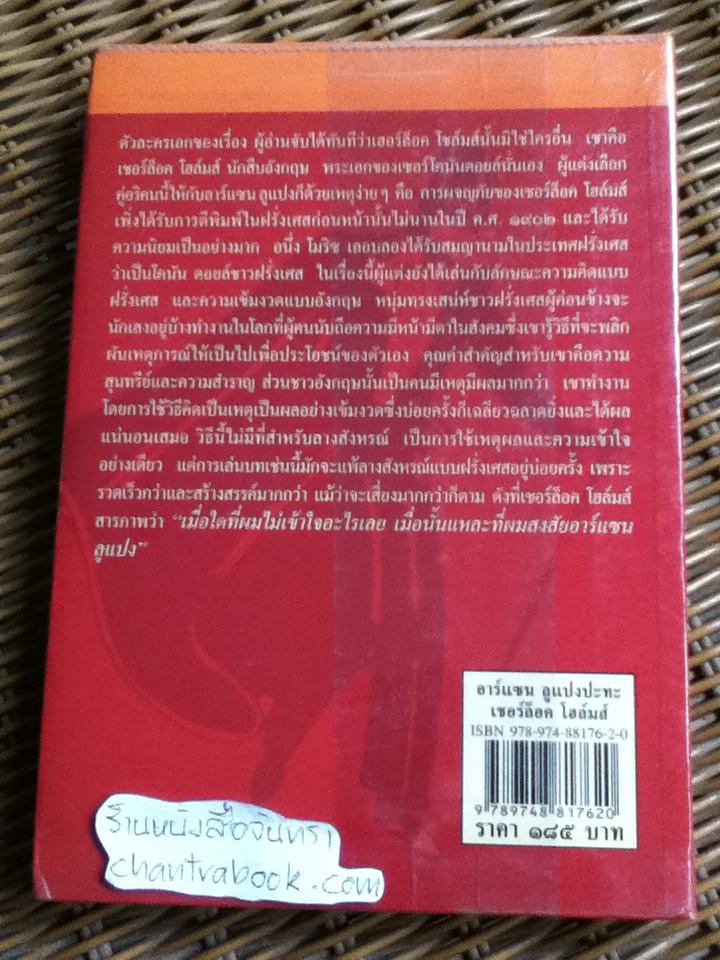 ตัวละครเอกของเรื่อง ผู้อ่านจับได้ทันทีว่าเฮอร์ล็อค โชล์มส์นั้นมิใช่ใครอื่น เขาคือ
เชอร์ล็อค โฮล์มส์ นักสืบอังกฤษ พระเอกของเซอร์โคนันดอยล์นั่นเอง ผู้แต่งเลือก
คู่อริคนนี้ให้กับอาร์แซน ลูแปงก็ด้วยเหตุง่าย ๆ คือ การผจญภัยของเชอร์ล็อค โฮล์มส์
เพิ่งได้รับการตีพิมพ์ในฝรั่งเศสก่อนหน้านั้นไม่นานในปี ค.ศ. ๑๙๐๒ และได้รับ
ความนิยมเป็นอย่างมาก อนึ่ง โมริซ เลอบลองได้รับสมญานามในประเทศฝรั่งเศส
ว่าเป็นโคนัน ดอยล์ชาวฝรั่งเศส ในเรื่องนี้ผู้แต่งยังได้เล่นกับลักษณะความคิดแบบ
ฝรั่งเศส และความเข้มงวดแบบอังกฤษ หนุ่มทรงเสน่ห์ชาวฝรั่งเศสผู้ค่อนข้างจะ
นักเลงอยู่บ้างทำงานในโลกที่ผู้คนนับถือความมีหน้ามีตาในสังคมซึ่งเขารู้วิธีที่จะพลิก
ผันเหตุการณ์ให้เป็นไปเพื่อประโยชน์ของตัวเอง คุณค่าสำคัญสำหรับเขาคือความ
สุนทรีย์และความสำราญ ส่วนชาวอังกฤษนั้นเป็นคนมีเหตุมีผลมากกว่า เขาทำงาน
โดยการใช้วิธีคิดเป็นเหตุเป็นผลอย่างเข้มงวดซึ่งบ่อยครั้งก็เฉลียวฉลาดยิ่งและได้ผล
แน่นอนเสมอ วิธีนี้ไม่มีที่สำหรับลางสังหรณ์ เป็นการใช้เหตุผลและความเข้าใจ
อย่างเดียว แต่การเล่นบทเช่นนี้มักจะแพ้ลางสังหรณ์แบบฝรั่งเศสอยู่บ่อยครั้ง เพราะ
รวดเร็วกว่าและสร้างสรรค์มากกว่า แม้ว่าจะเสี่ยงมากกว่าก็ตาม ดังที่เชอร์ล็อค โฮล์มส์
สารภาพว่า "เมื่อใดที่ผมไม่เข้าใจอะไรเลย เมื่อนั้นแหละที่ผมสงสัยอาร์แซน
ลูแปง"
อาร์แซน ลูแปงปะทะ
เชอร์ล็อค โฮล์มส์
ISBN 978-974-88176-2-0
9 789748 817620
ราคา ๑๘๕ บาท
ร้านหนังสือจันทรา
chantrabook.com